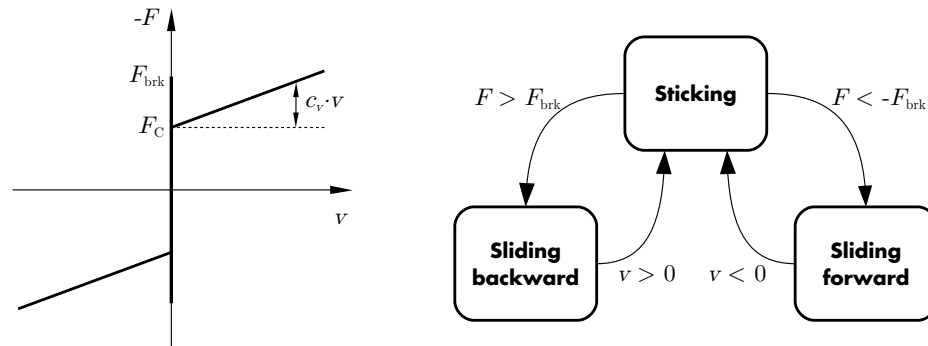 -F
F_brk
c_v·v
F_C
v
Sticking
F > F_brk
F < -F_brk
Sliding
backward
v > 0
v < 0
Sliding
forward